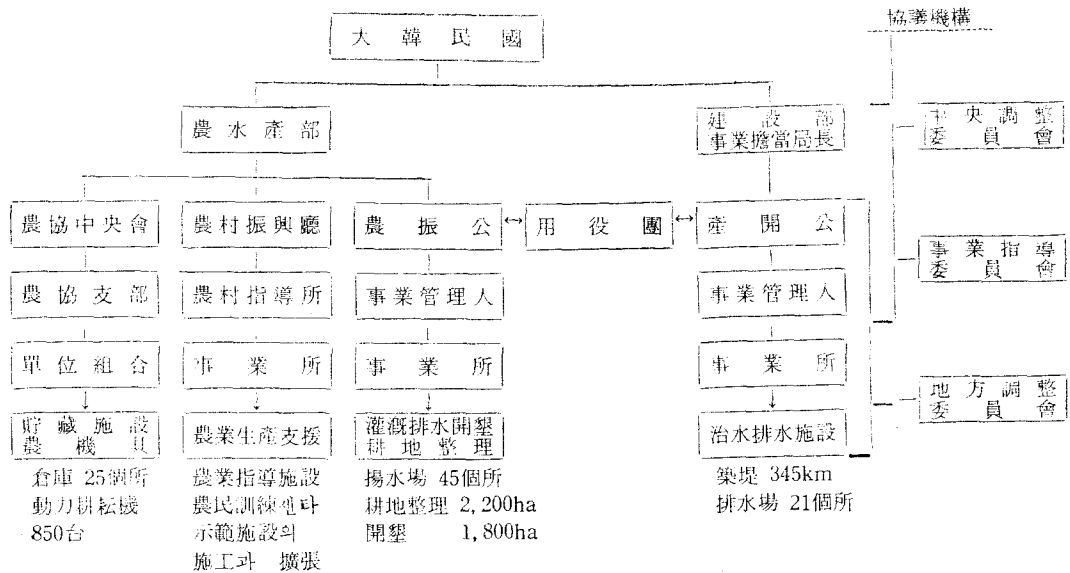 協議機構
大韓民國
農水產部
建設部
事業擔當局長
中央調整
委員會
農協中央會
農村振興廳
農振公
↔
用役團
↔
產開公
事業指導
委員會
農協支部
農村指導所
事業管理人
事業管理人
單位組合
事業所
事業所
事業所
地方調整
委員會
貯藏施設
農機具
農業生產支援
灌漑排水開墾
耕地整理
治水排水施設
倉庫 25個所
動力耕耘機
850台
農業指導施設
農民訓練센타
示範施設의
施工과 擴張
揚水場 45個所
耕地整理 2,200ha
開墾 1,800ha
築堤 345km
排水場 21個所